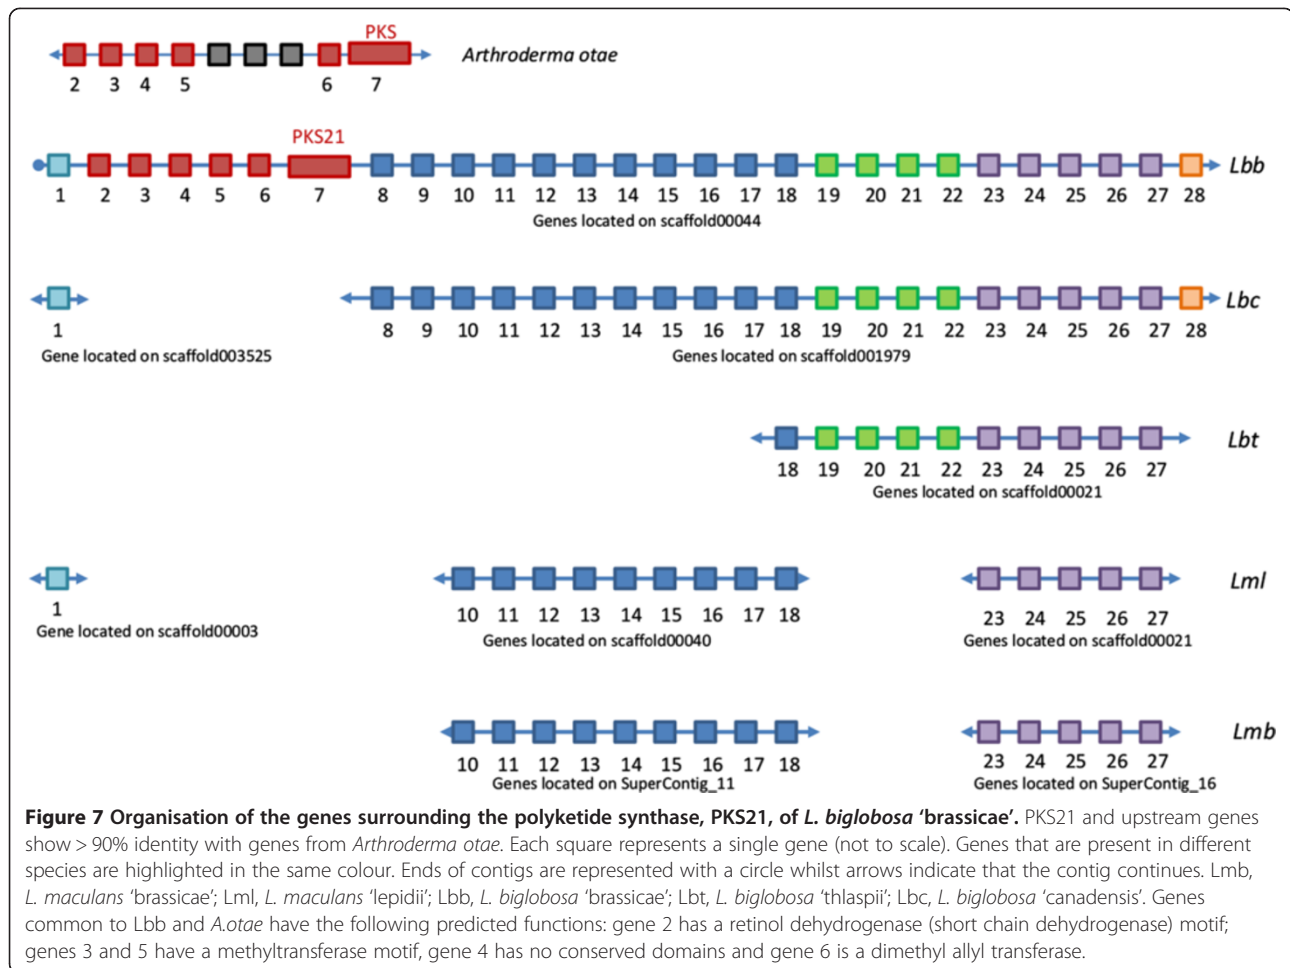 PKS
Arthroderma otae
2 3 4 5 6 7
PKS21
Lbb
1 2 3 4 5 6 7 8 9 10 11 12 13 14 15 16 17 18 19 20 21 22 23 24 25 26 27 28
Genes located on scaffold00044
Lbc
1 8 9 10 11 12 13 14 15 16 17 18 19 20 21 22 23 24 25 26 27 28
Gene located on scaffold003525 Genes located on scaffold001979
Lbt
18 19 20 21 22 23 24 25 26 27
Genes located on scaffold00021
Lml
1 10 11 12 13 14 15 16 17 18 23 24 25 26 27
Gene located on scaffold00003 Genes located on scaffold00040 Genes located on scaffold00021
Lmb
10 11 12 13 14 15 16 17 18 23 24 25 26 27
Genes located on SuperContig_11 Genes located on SuperContig_16
Figure 7 Organisation of the genes surrounding the polyketide synthase, PKS21, of L. biglobosa ‘brassicae’. PKS21 and upstream genes
show > 90% identity with genes from Arthroderma otae. Each square represents a single gene (not to scale). Genes that are present in different
species are highlighted in the same colour. Ends of contigs are represented with a circle whilst arrows indicate that the contig continues. Lmb,
L. maculans ‘brassicae’; Lml, L. maculans ‘lepidii’; Lbb, L. biglobosa ‘brassicae’; Lbt, L. biglobosa ‘thlaspii’; Lbc, L. biglobosa ‘canadensis’. Genes
common to Lbb and A.otae have the following predicted functions: gene 2 has a retinol dehydrogenase (short chain dehydrogenase) motif;
genes 3 and 5 have a methyltransferase motif, gene 4 has no conserved domains and gene 6 is a dimethyl allyl transferase.